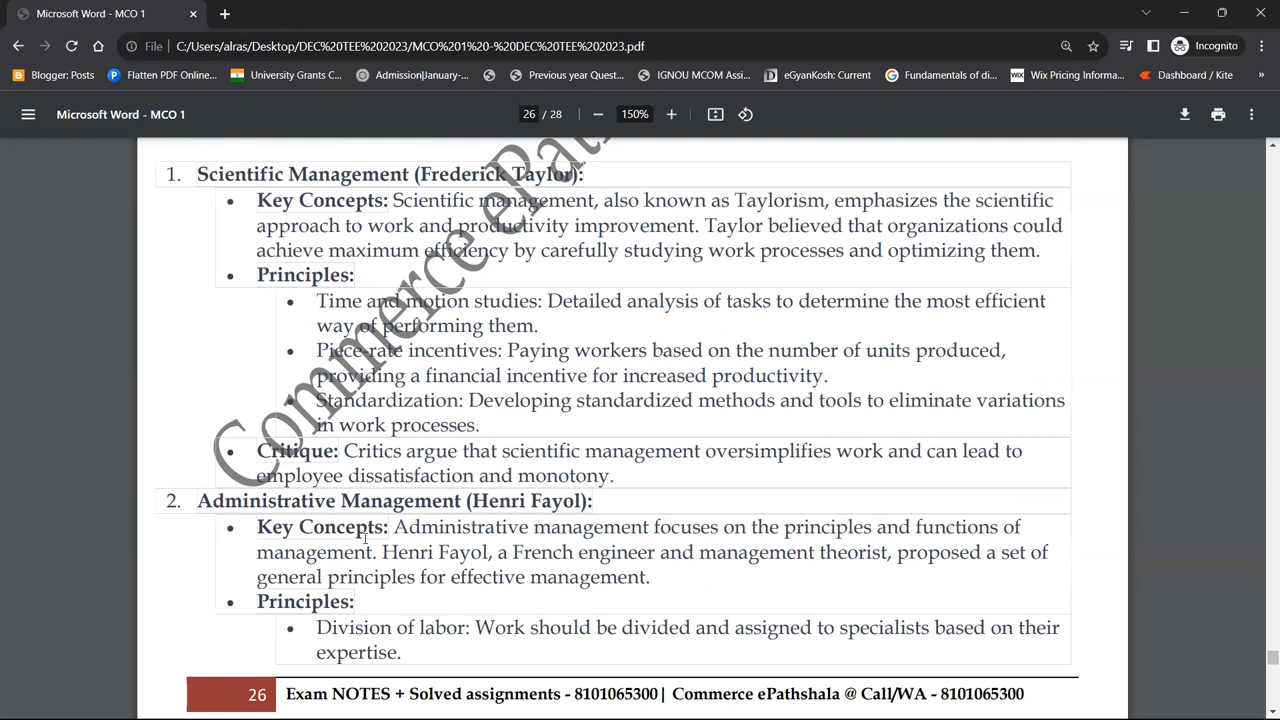 Microsoft Word - MCO 1
File
C:/Users/alras/Desktop/DEC%20TEE%202023/MCO%201%20-%20DEC%20TEE%202023.pdf
Incognito
Blogger: Posts
Flatten PDF Online...
University Grants C...
Admission|January-...
Previous year Quest...
IGNOU MCOM Assi...
eGyanKosh: Current
Fundamentals of di...
Wix Pricing Informa...
Dashboard / Kite
»
Microsoft Word - MCO 1
26 / 28
150%
1. Scientific Management (Frederick Taylor):
• Key Concepts: Scientific management, also known as Taylorism, emphasizes the scientific
approach to work and productivity improvement. Taylor believed that organizations could
achieve maximum efficiency by carefully studying work processes and optimizing them.
• Principles:
• Time and motion studies: Detailed analysis of tasks to determine the most efficient
way of performing them.
• Piece-rate incentives: Paying workers based on the number of units produced,
providing a financial incentive for increased productivity.
• Standardization: Developing standardized methods and tools to eliminate variations
in work processes.
• Critique: Critics argue that scientific management oversimplifies work and can lead to
employee dissatisfaction and monotony.
2. Administrative Management (Henri Fayol):
• Key Concepts: Administrative management focuses on the principles and functions of
management. Henri Fayol, a French engineer and management theorist, proposed a set of
general principles for effective management.
• Principles:
• Division of labor: Work should be divided and assigned to specialists based on their
expertise.
Commerce ePath
26 Exam NOTES + Solved assignments - 8101065300| Commerce ePathshala @ Call/WA - 8101065300